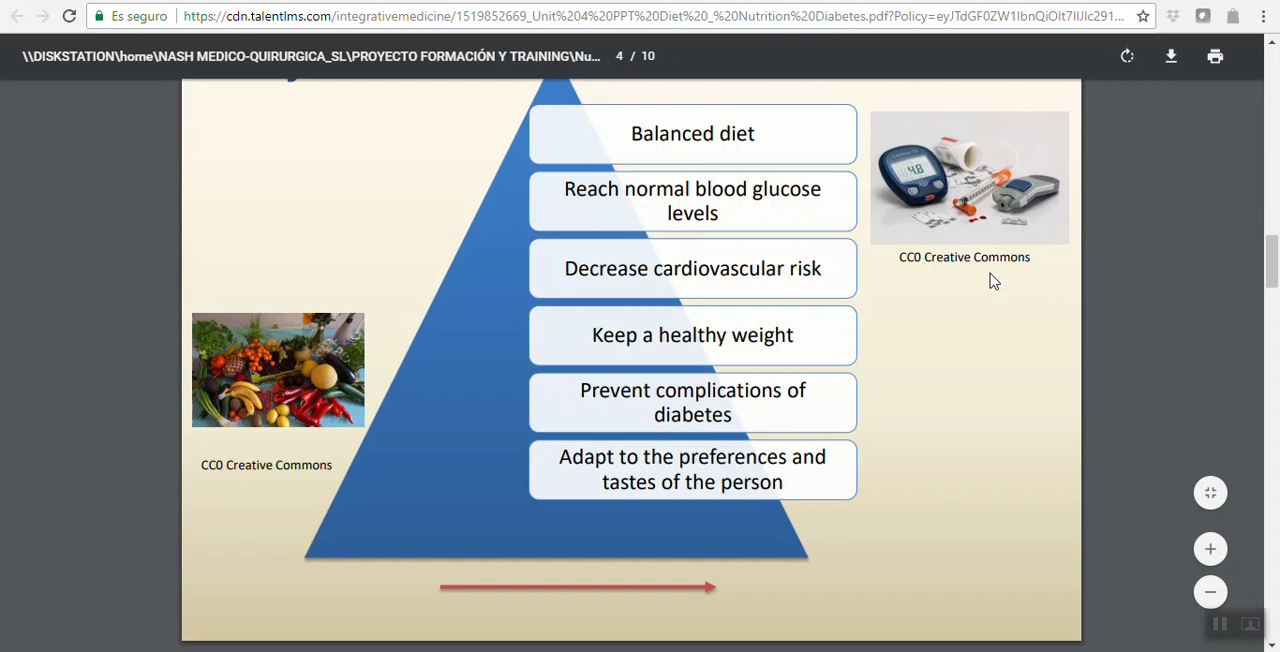 Es seguro
https://cdn.talentlms.com/integrativemedicine/1519852669_Unit%204%20PPT%20Diet%20_%20Nutrition%20Diabetes.pdf?Policy=eyJTdGF0ZW1lbnQiOlt7IlJlc291...
\\DISKSTATION\home\NASH MEDICO-QUIRURGICA_SL\PROYECTO FORMACIÓN Y TRAINING\Nu...
4 / 10
Balanced diet
Reach normal blood glucose
levels
Decrease cardiovascular risk
Keep a healthy weight
Prevent complications of
diabetes
Adapt to the preferences and
tastes of the person
4.8
CC0 Creative Commons
CC0 Creative Commons